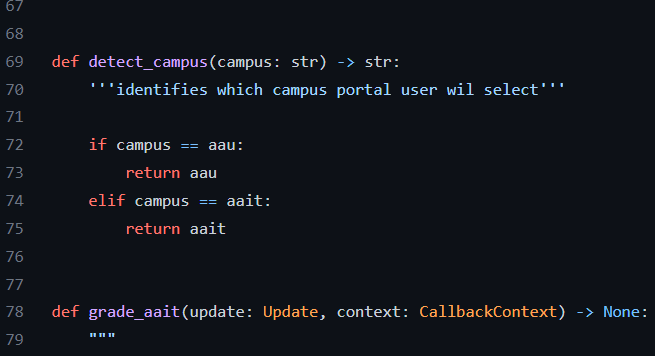 67
68
69 def detect_campus(campus: str) -> str:
70     '''identifies which campus portal user wil select'''
71
72     if campus == aau:
73         return aau
74     elif campus == aait:
75         return aait
76
77
78 def grade_aait(update: Update, context: CallbackContext) -> None:
79     """